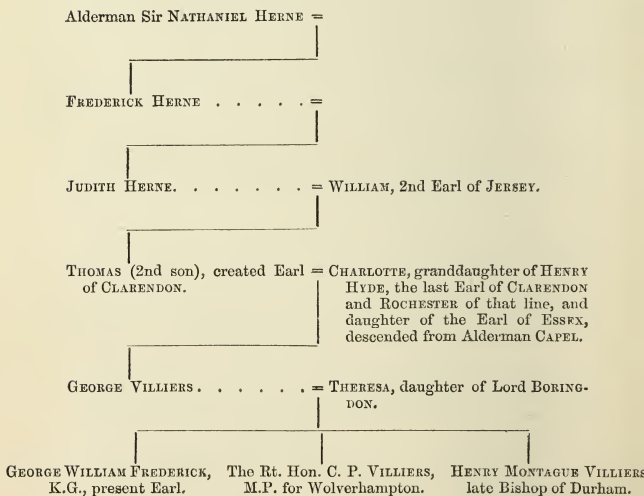 Alderman Sir NATHANIEL HERNE =
FREDERICK HERNE . . . . . =
JUDITH HERNE. . . . . . . = WILLIAM, 2nd Earl of JERSEY.
THOMAS (2nd son), created Earl = CHARLOTTE, granddaughter of HENRY
of CLARENDON. HYDE, the last Earl of CLARENDON
and ROCHESTER of that line, and
daughter of the Earl of ESSEX,
descended from Alderman CAPEL.
GEORGE VILLIERS . . . . . . = THERESA, daughter of Lord BORING-
DON.
GEORGE WILLIAM FREDERICK, The Rt. Hon. C. P. VILLIERS, HENRY MONTAGUE VILLIERS
K.G., present Earl. M.P. for Wolverhampton. late Bishop of Durham.